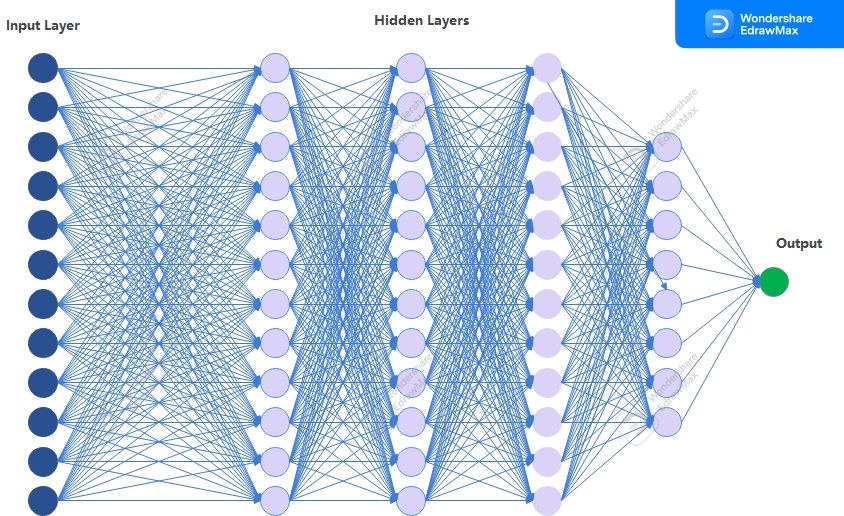 Input Layer
Hidden Layers
Wondershare
EdrawMax
Output
Wondershare
EdrawMax
Wondershare
EdrawMax
Wondershare
EdrawMax
Wondershare
EdrawMax
Wondershare
EdrawMax